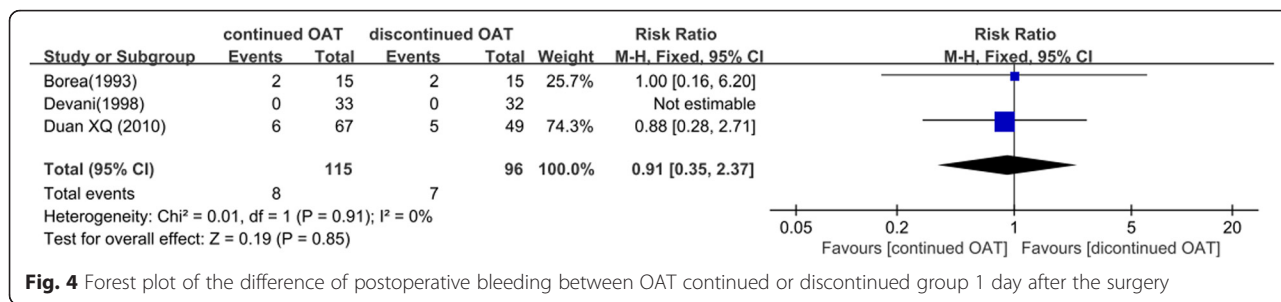 continued OAT discontinued OAT Risk Ratio Risk Ratio
Study or Subgroup Events Total Events Total Weight M-H, Fixed, 95% CI M-H, Fixed, 95% CI
Borea(1993) 2 15 2 15 25.7% 1.00 [0.16, 6.20]
Devani(1998) 0 33 0 32 Not estimable
Duan XQ (2010) 6 67 5 49 74.3% 0.88 [0.28, 2.71]
Total (95% CI) 115 96 100.0% 0.91 [0.35, 2.37]
Total events 8 7
Heterogeneity: Chi² = 0.01, df = 1 (P = 0.91); I² = 0%
Test for overall effect: Z = 0.19 (P = 0.85)
0.05 0.2 1 5 20
Favours [continued OAT] Favours [dicontinued OAT]
Fig. 4 Forest plot of the difference of postoperative bleeding between OAT continued or discontinued group 1 day after the surgery